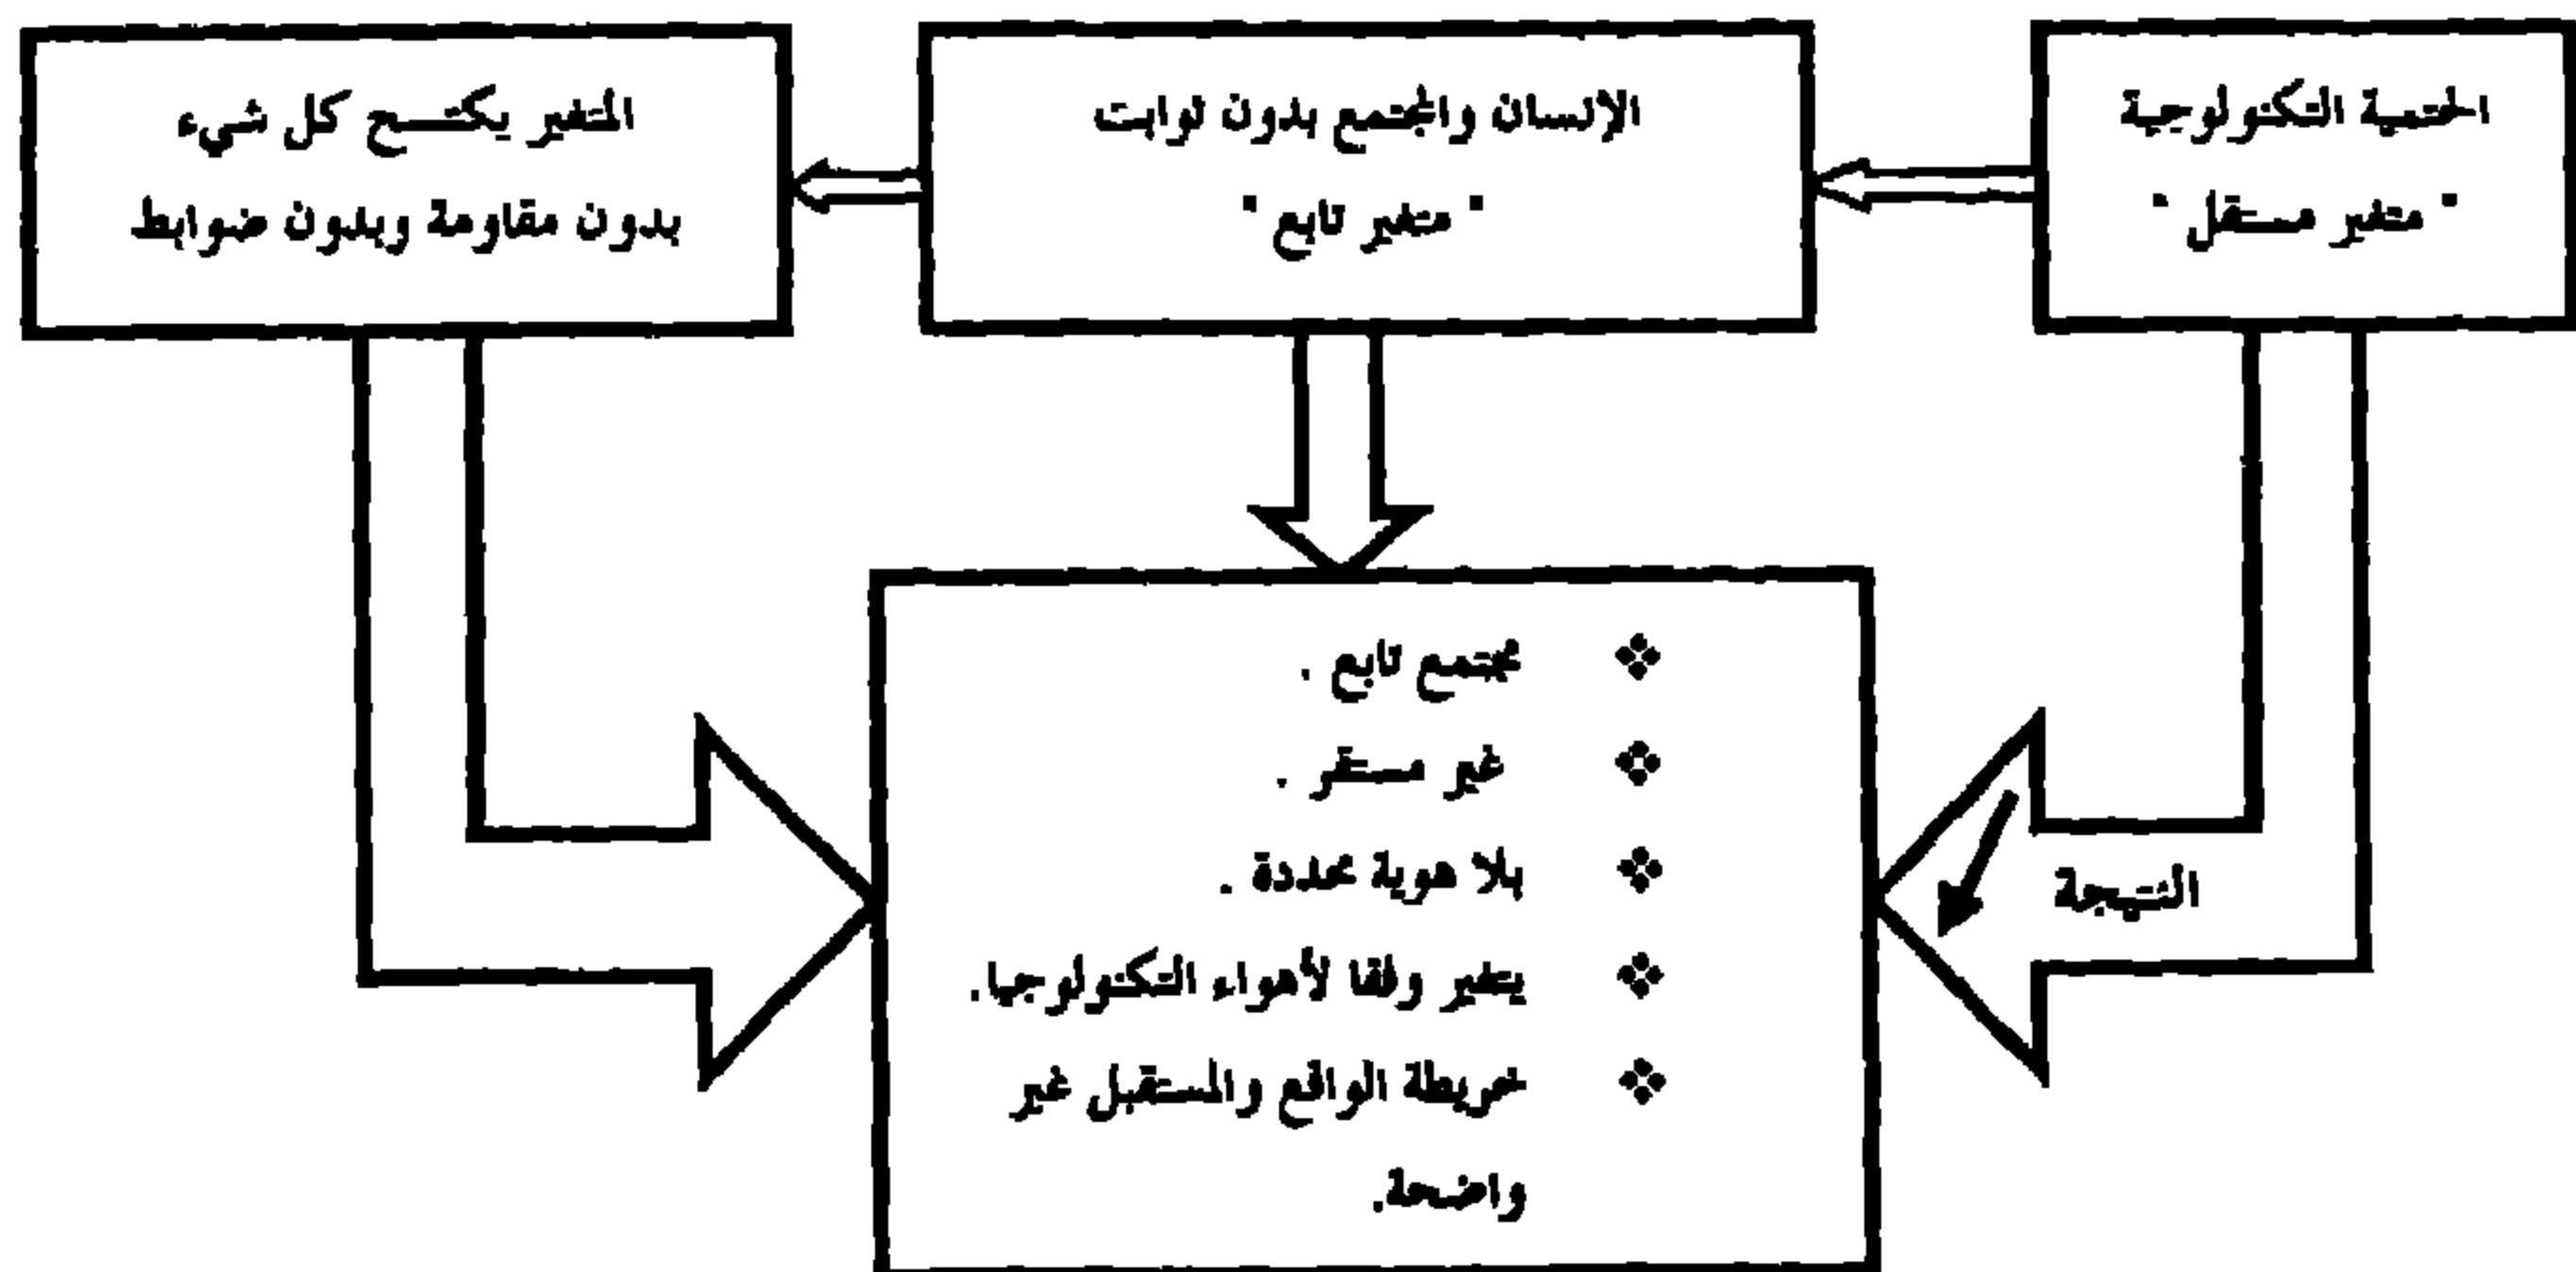 الحتمية التكنولوجية
" متغير مستقل "
الإنسان والمجتمع بدون ثوابت
" متغير تابع "
المتغير يكتسح كل شيء
بدون مقاومة وبدون ضوابط
النتيجة
❖ مجتمع تابع .
❖ غير مستقر .
❖ بلا هوية محددة .
❖ يتغير وفقا لأهواء التكنولوجيا.
❖ خريطة الواقع والمستقبل غير
واضحة.